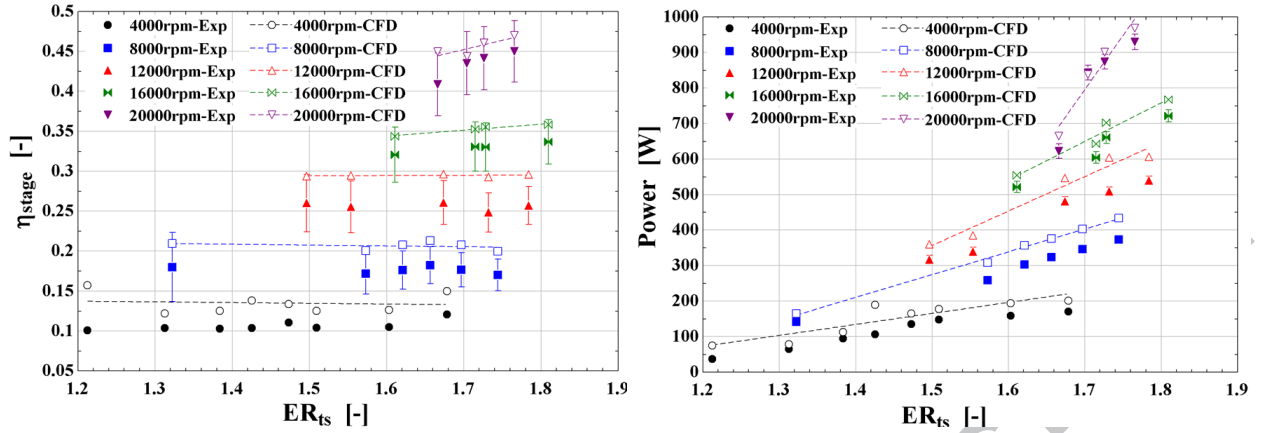 0.5
0.45
0.4
0.35
0.3
0.25
0.2
0.15
0.1
0.05
η stage [-]
4000rpm-Exp 4000rpm-CFD
8000rpm-Exp 8000rpm-CFD
12000rpm-Exp 12000rpm-CFD
16000rpm-Exp 16000rpm-CFD
20000rpm-Exp 20000rpm-CFD
1.2 1.3 1.4 1.5 1.6 1.7 1.8 1.9
ERts [-]
1000
900
800
700
600
500
400
300
200
100
0
Power [W]
4000rpm-Exp 4000rpm-CFD
8000rpm-Exp 8000rpm-CFD
12000rpm-Exp 12000rpm-CFD
16000rpm-Exp 16000rpm-CFD
20000rpm-Exp 20000rpm-CFD
1.2 1.3 1.4 1.5 1.6 1.7 1.8 1.9
ERts [-]